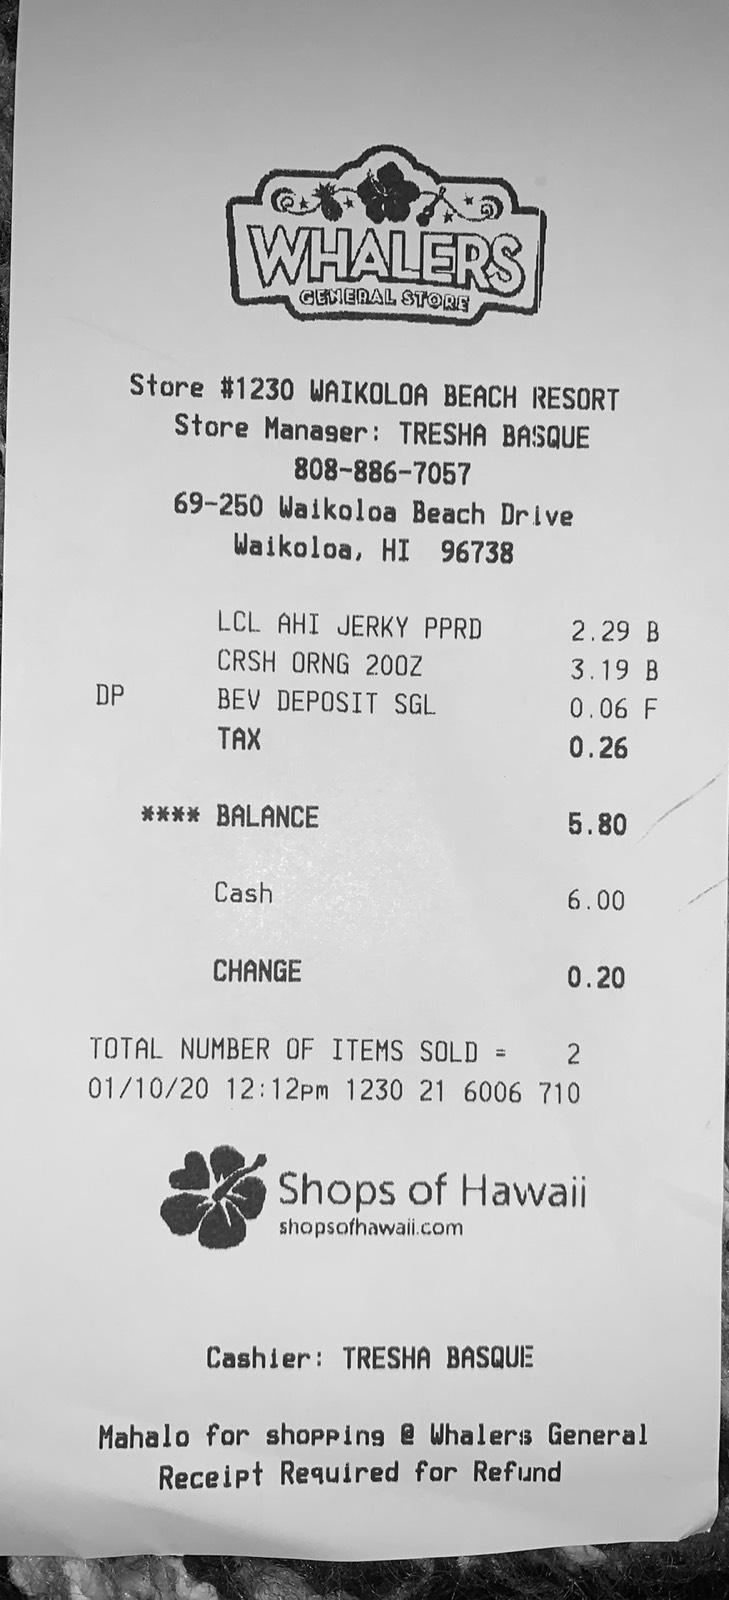 WHALERS
GENERAL STORE
Store #1230 WAIKOLOA BEACH RESORT
Store Manager: TRESHA BASQUE
808-886-7057
69-250 Waikoloa Beach Drive
Waikoloa, HI 96738
LCL AHI JERKY PPRD 2.29 B
CRSH ORNG 20OZ 3.19 B
DP BEV DEPOSIT SGL 0.06 F
TAX 0.26
**** BALANCE 5.80
Cash 6.00
CHANGE 0.20
TOTAL NUMBER OF ITEMS SOLD = 2
01/10/20 12:12pm 1230 21 6006 710
Shops of Hawaii
shopsofhawaii.com
Cashier: TRESHA BASQUE
Mahalo for shopping @ Whalers General
Receipt Required for Refund